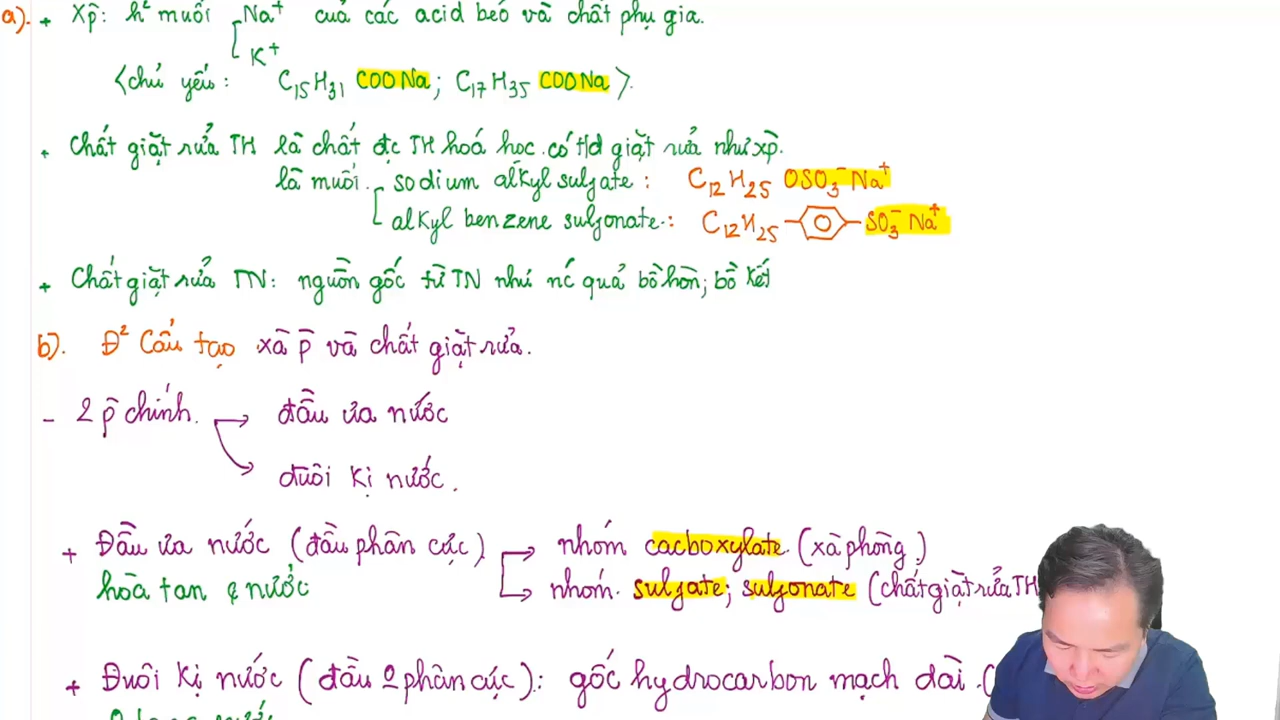 a). + Xp̄: h² muối Na⁺ của các acid béo và chất phụ gia.
K⁺
<chủ yếu: C₁₅H₃₁ COONa; C₁₇H₃₅ COONa>.
+ Chất giặt rửa TH là chất đc TH hoá học có t/d giặt rửa như xp̄.
là muối sodium alkyl sulfate: C₁₂H₂₅ OSO₃⁻Na⁺
alkyl benzene sulfonate: C₁₂H₂₅ SO₃⁻Na⁺
+ Chất giặt rửa TN: nguồn gốc từ TN như nc quả bồ hòn; bồ kết
b). Đ² Cấu tạo xà p̄ và chất giặt rửa.
- 2 p̄ chính. → đầu ưa nước
đuôi kị nước.
+ Đầu ưa nước (đầu phân cực) → nhóm cacboxylate (xà phòng)
hòa tan nước → nhóm sulfate; sulfonate (chất giặt rửa TH
+ Đuôi kị nước (đầu phân cực): gốc hydrocarbon mạch dài (
nước